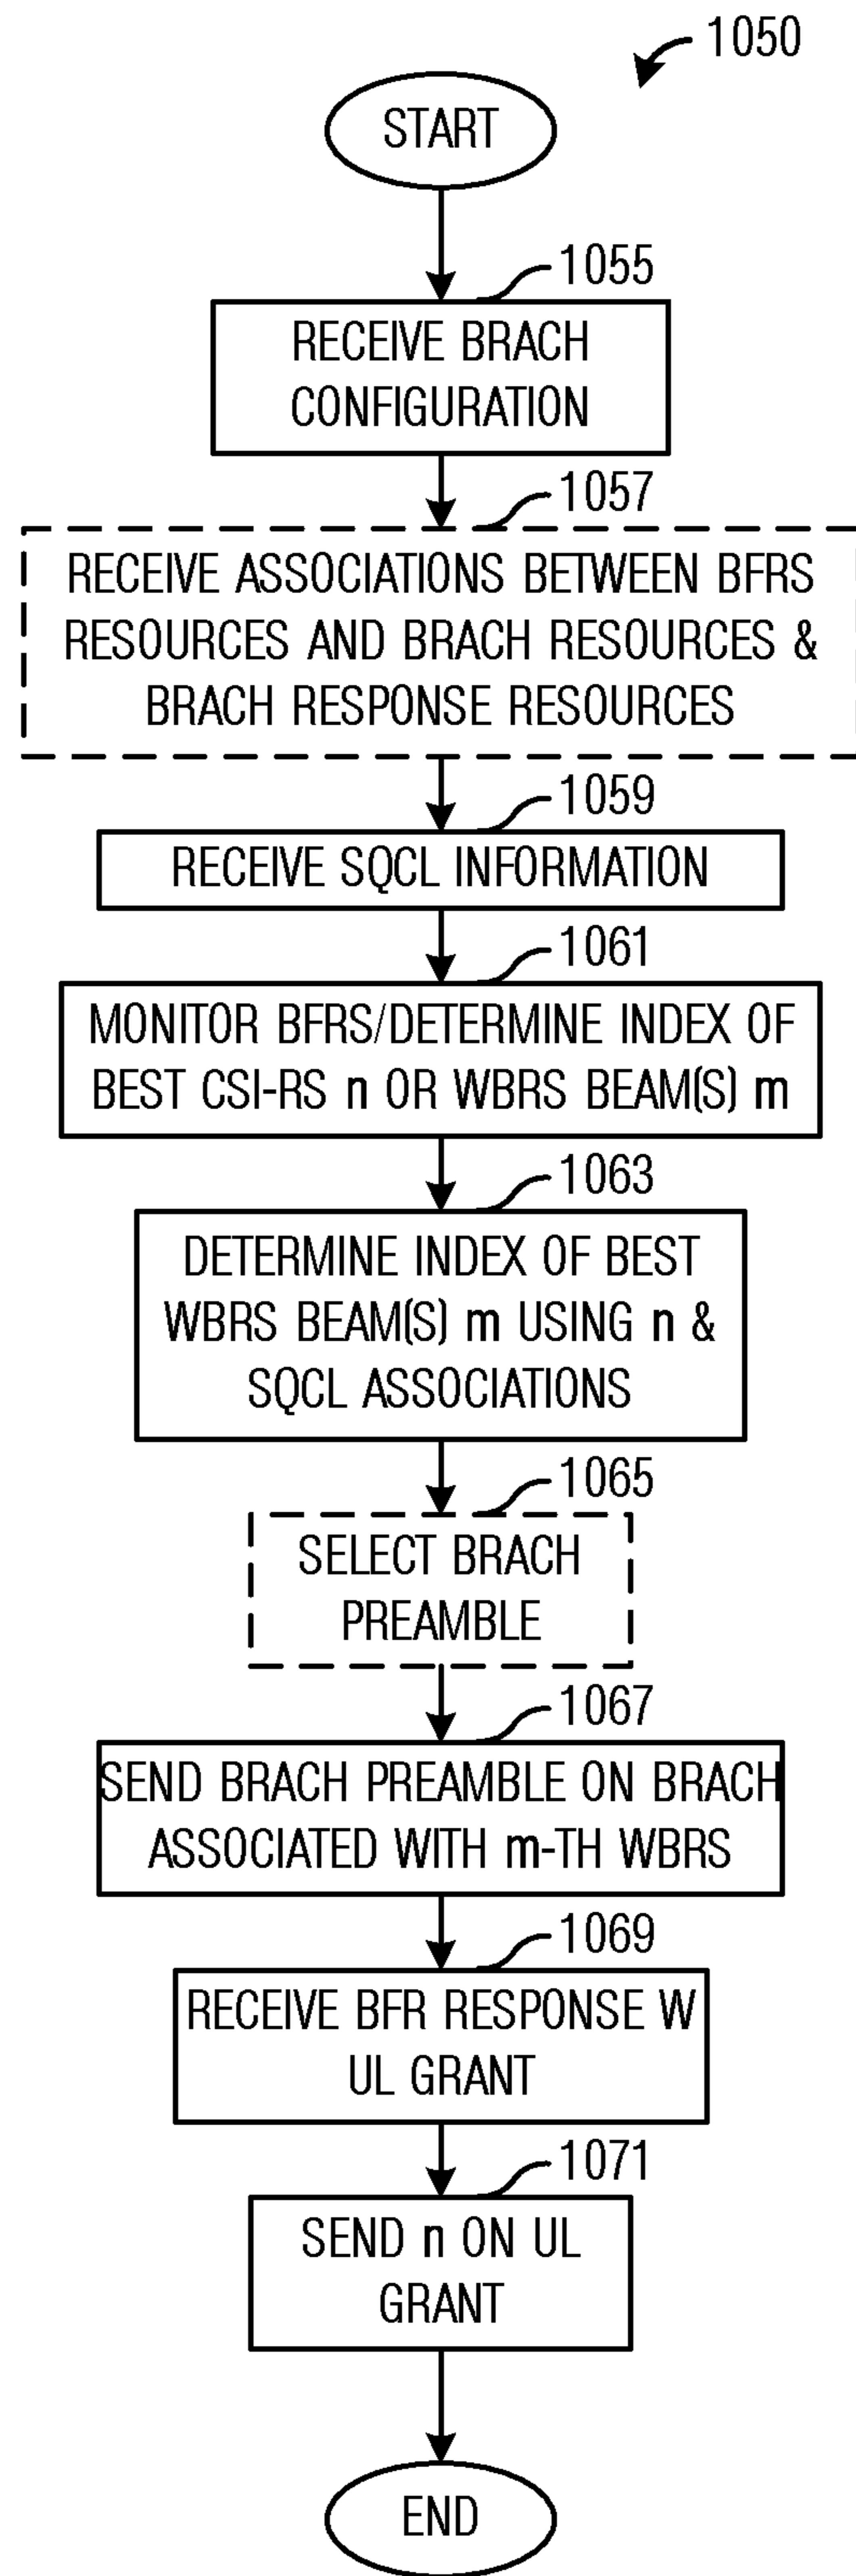 1050
START
1055
RECEIVE BRACH
CONFIGURATION
1057
RECEIVE ASSOCIATIONS BETWEEN BFRS
RESOURCES AND BRACH RESOURCES &
BRACH RESPONSE RESOURCES
1059
RECEIVE SQCL INFORMATION
1061
MONITOR BFRS/DETERMINE INDEX OF
BEST CSI-RS n OR WBRS BEAM(S) m
1063
DETERMINE INDEX OF BEST
WBRS BEAM(S) m USING n &
SQCL ASSOCIATIONS
1065
SELECT BRACH
PREAMBLE
1067
SEND BRACH PREAMBLE ON BRACH
ASSOCIATED WITH m-TH WBRS
1069
RECEIVE BFR RESPONSE W
UL GRANT
1071
SEND n ON UL
GRANT
END